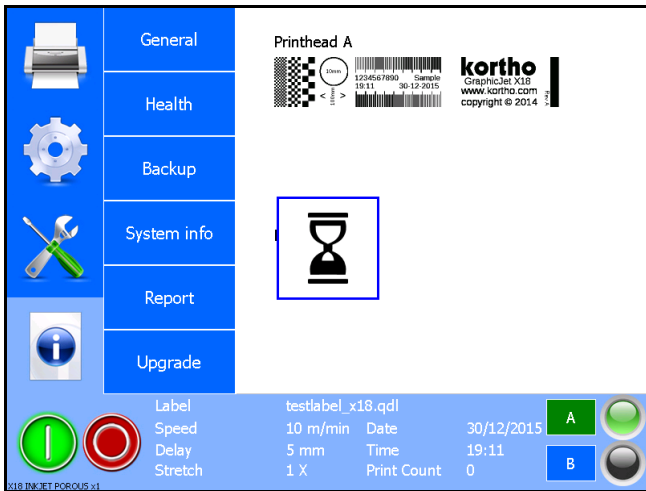 General
Health
Backup
System info
Report
Upgrade
Printhead A
10mm
100mm
< >
1234567890 Sample
19:11 30-12-2015
kortho
GraphicJet X18
www.kortho.com
copyright © 2014
Rev.A
Label testlabel_x18.qdl
Speed 10 m/min Date 30/12/2015
Delay 5 mm Time 19:11
Stretch 1 X Print Count 0
A
B
X18 INKJET POROUS x1